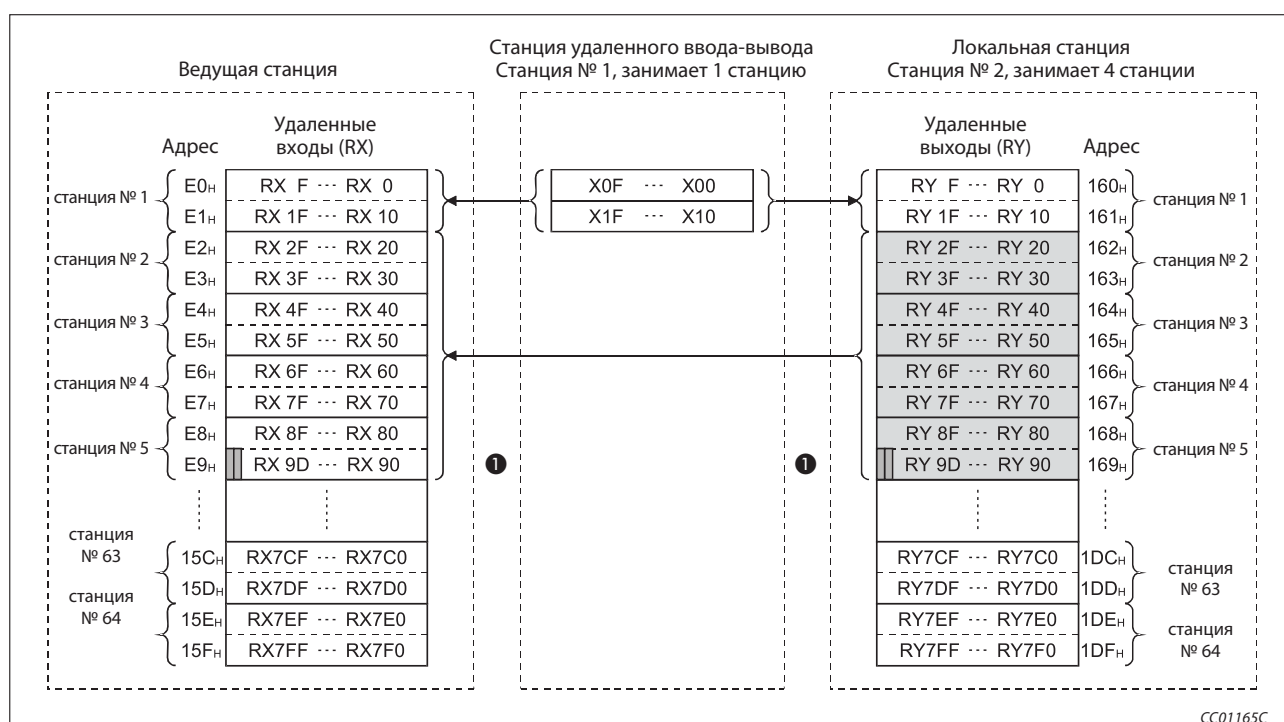 Ведущая станция
Станция удаленного ввода-вывода
Станция № 1, занимает 1 станцию
Локальная станция
Станция № 2, занимает 4 станции
Адрес
Удаленные
входы (RX)
Удаленные
выходы (RY)
Адрес
станция № 1
E0H
RX F ··· RX 0
X0F ··· X00
RY F ··· RY 0
160H
станция № 1
E1H
RX 1F ··· RX 10
X1F ··· X10
RY 1F ··· RY 10
161H
станция № 2
E2H
RX 2F ··· RX 20
RY 2F ··· RY 20
162H
станция № 2
E3H
RX 3F ··· RX 30
RY 3F ··· RY 30
163H
станция № 3
E4H
RX 4F ··· RX 40
RY 4F ··· RY 40
164H
станция № 3
E5H
RX 5F ··· RX 50
RY 5F ··· RY 50
165H
станция № 4
E6H
RX 6F ··· RX 60
RY 6F ··· RY 60
166H
станция № 4
E7H
RX 7F ··· RX 70
RY 7F ··· RY 70
167H
станция № 5
E8H
RX 8F ··· RX 80
RY 8F ··· RY 80
168H
станция № 5
E9H
RX 9D ··· RX 90
❶
❶
RY 9D ··· RY 90
169H
станция
№ 63
15CH
RX7CF ··· RX7C0
RY7CF ··· RY7C0
1DCH
станция
№ 63
15DH
RX7DF ··· RX7D0
RY7DF ··· RY7D0
1DDH
станция
№ 64
15EH
RX7EF ··· RX7E0
RY7EF ··· RY7E0
1DEH
станция
№ 64
15FH
RX7FF ··· RX7F0
RY7FF ··· RY7F0
1DFH
CC01165C